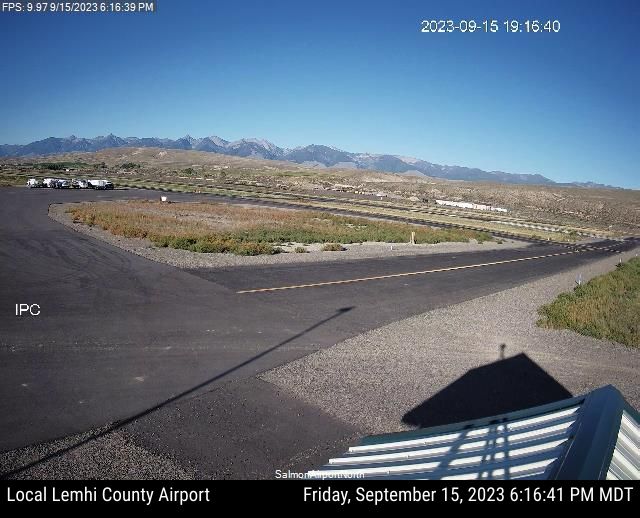 FPS: 9.97 9/15/2023 6:16:39 PM
2023-09-15 19:16:40
IPC
SalmonAirportNorth
Local Lemhi County Airport
Friday, September 15, 2023 6:16:41 PM MDT